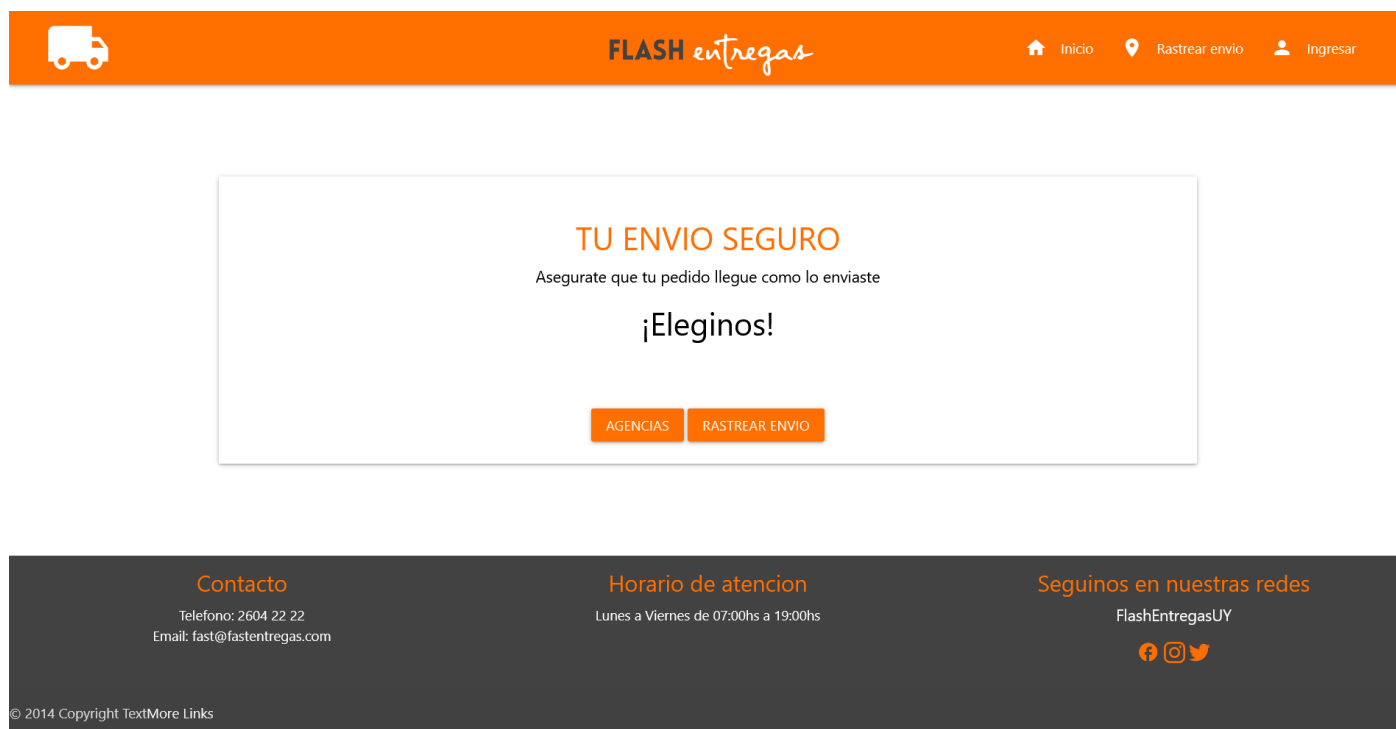 FLASH entregas
Inicio
Rastrear envio
Ingresar
TU ENVIO SEGURO
Asegurate que tu pedido llegue como lo enviaste
¡Eleginos!
AGENCIAS
RASTREAR ENVIO
Contacto
Telefono: 2604 22 22
Email: fast@fastentregas.com
Horario de atencion
Lunes a Viernes de 07:00hs a 19:00hs
Seguinos en nuestras redes
FlashEntregasUY
© 2014 Copyright TextMore Links